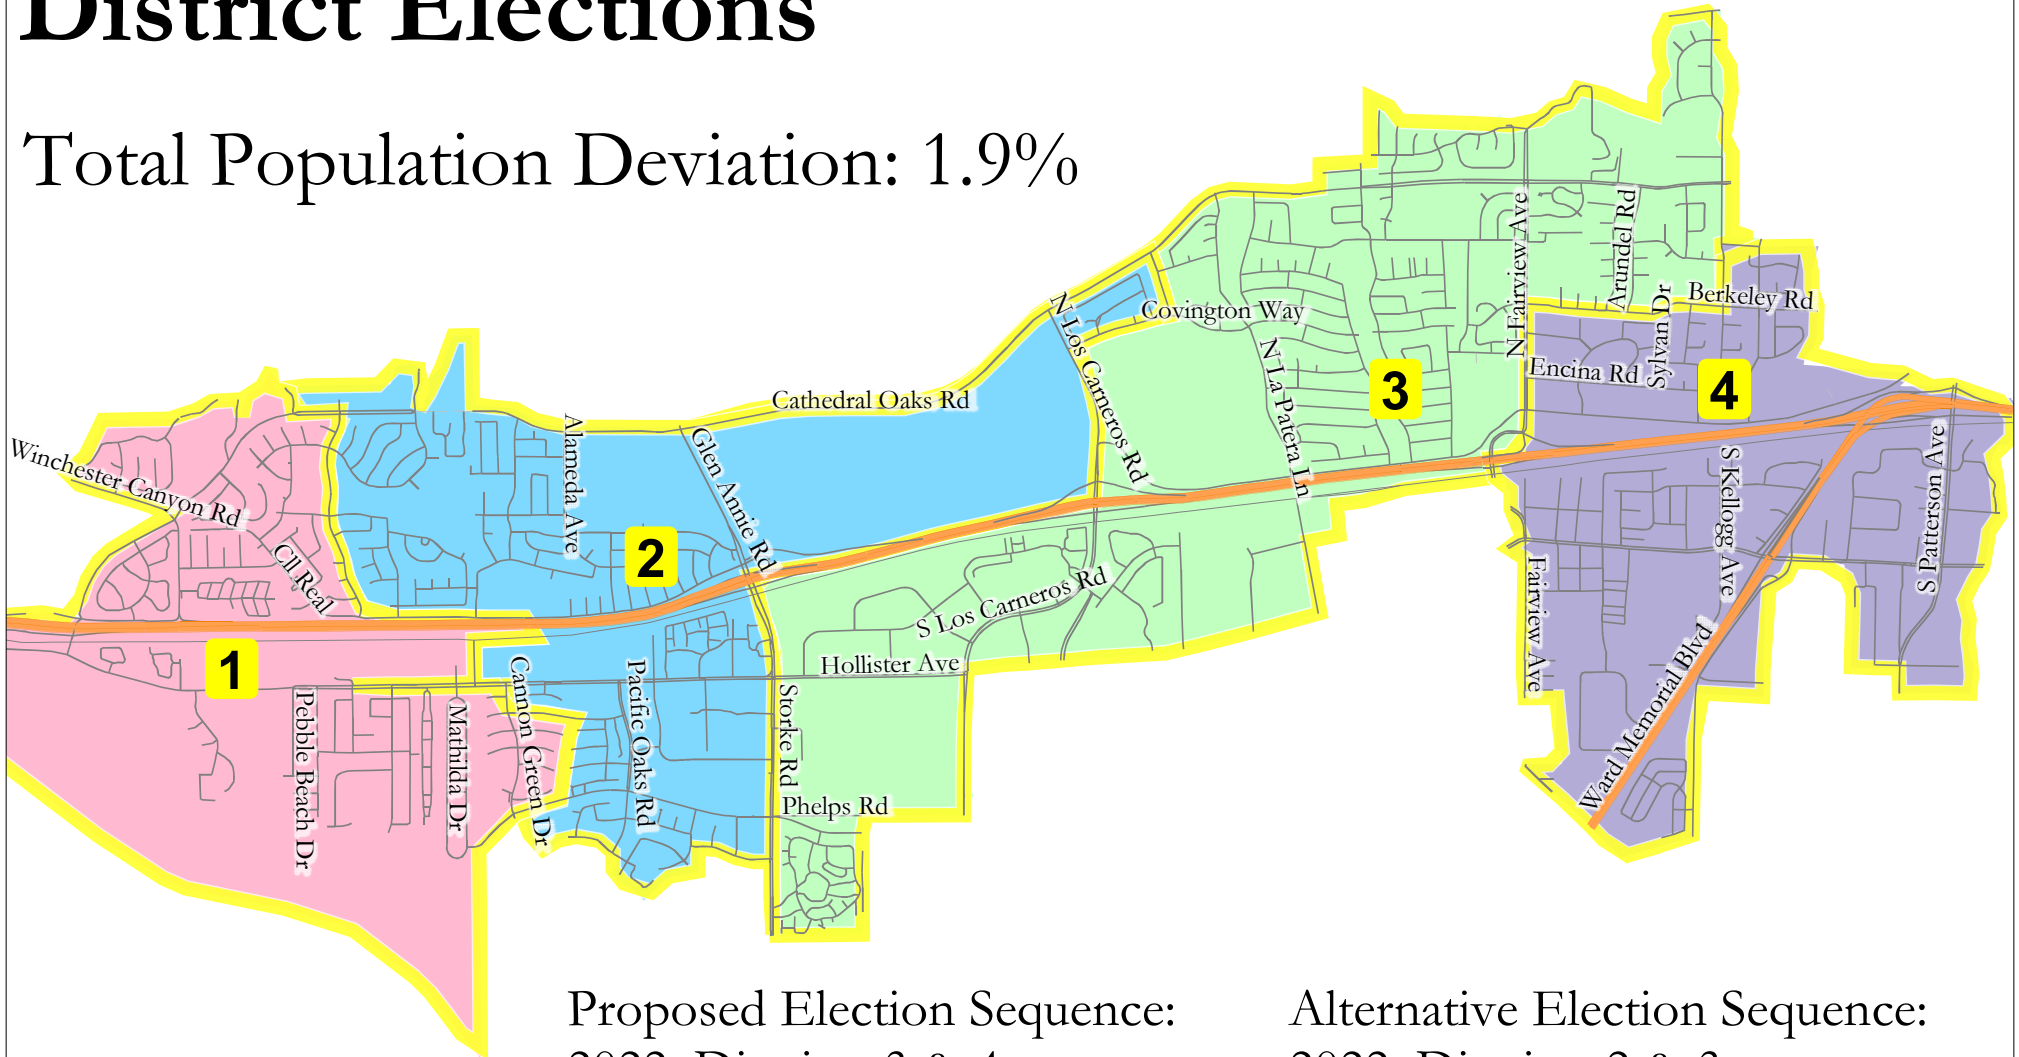 District Elections
Total Population Deviation: 1.9%
Cathedral Oaks Rd
Winchester Canyon Rd
Cll Real
Alameda Ave
Glen Annie Rd
N Los Carneros Rd
Covington Way
N La Patera Ln
N Fairview Ave
Arundel Rd
Sylvan Dr
Berkeley Rd
Encina Rd
1
2
3
4
S Kellogg Ave
S Patterson Ave
Fairview Ave
Ward Memorial Blvd
S Los Carneros Rd
Hollister Ave
Storke Rd
Phelps Rd
Pebble Beach Dr
Mathilda Dr
Cannon Green Dr
Pacific Oaks Rd
Proposed Election Sequence:
Alternative Election Sequence: